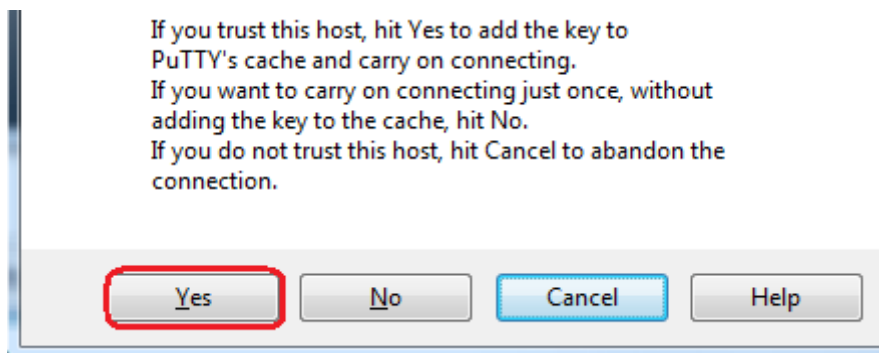 If you trust this host, hit Yes to add the key to
PuTTY's cache and carry on connecting.
If you want to carry on connecting just once, without
adding the key to the cache, hit No.
If you do not trust this host, hit Cancel to abandon the
connection.
Yes No Cancel Help